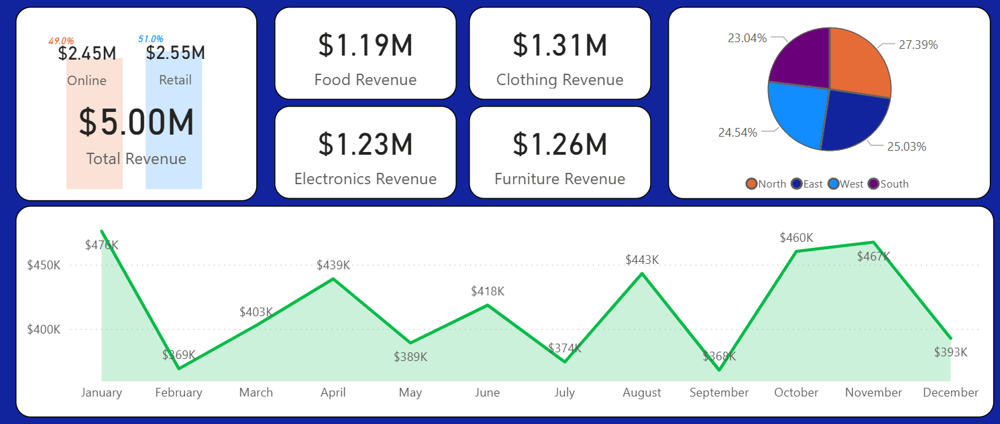 49.0%
$2.45M
Online
51.0%
$2.55M
Retail
$5.00M
Total Revenue
$1.19M
Food Revenue
$1.31M
Clothing Revenue
$1.23M
Electronics Revenue
$1.26M
Furniture Revenue
23.04%
27.39%
24.54%
25.03%
North East West South
$450K
$400K
$476K
$369K
$403K
$439K
$389K
$418K
$374K
$443K
$368K
$460K
$467K
$393K
January February March April May June July August September October November December